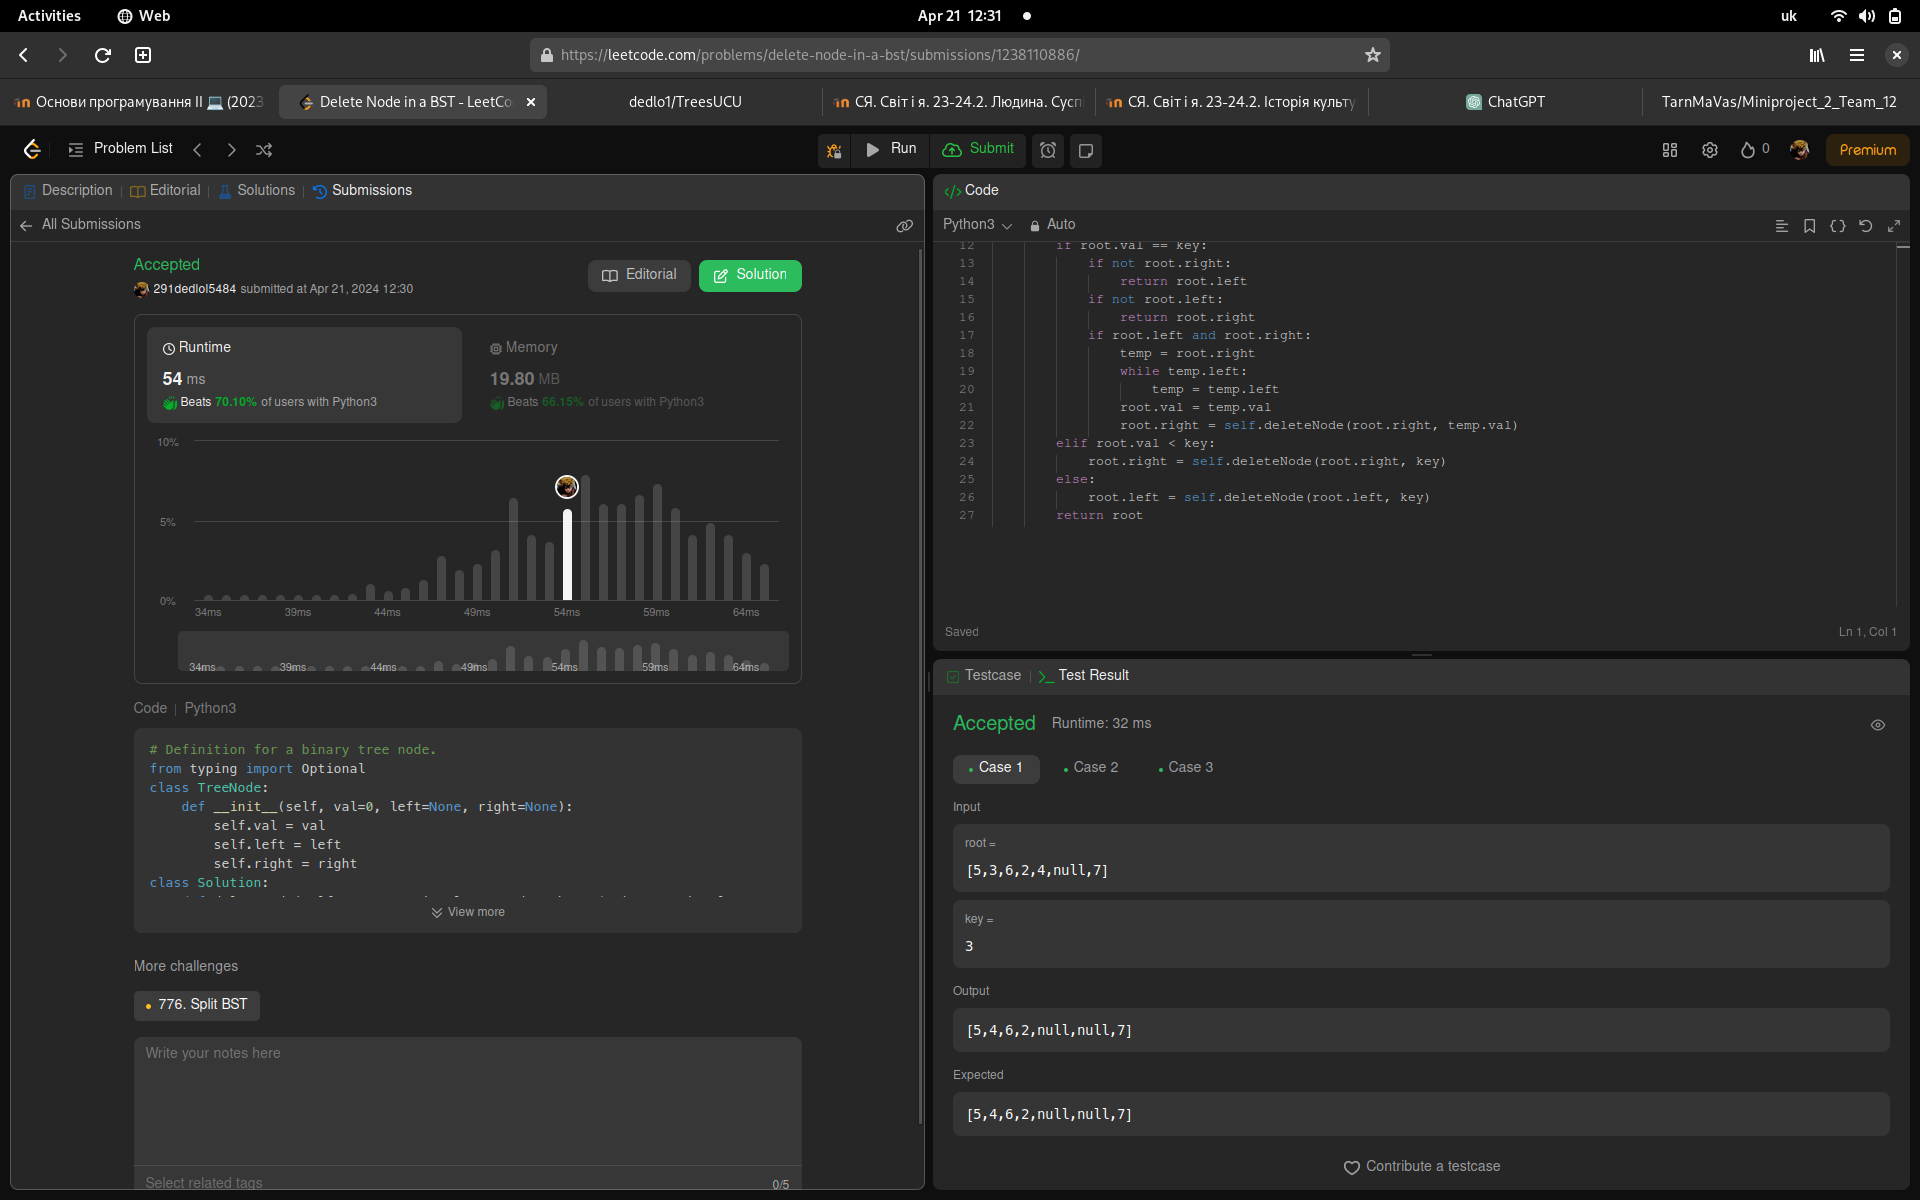 Activities
Web
Apr 21 12:31
uk
https://leetcode.com/problems/delete-node-in-a-bst/submissions/1238110886/
Основи програмування II 💻 (2023
Delete Node in a BST - LeetCo
dedlo1/TreesUCU
СЯ. Світ і я. 23-24.2. Людина. Сусп
СЯ. Світ і я. 23-24.2. Історія культу
ChatGPT
TarnMaVas/Miniproject_2_Team_12
Problem List
Run
Submit
0
Premium
Description | Editorial | Solutions | Submissions
All Submissions
Accepted
291dedlol5484 submitted at Apr 21, 2024 12:30
Editorial
Solution
Runtime
54 ms
Beats 70.10% of users with Python3
Memory
19.80 MB
Beats 66.15% of users with Python3
10%
5%
0%
34ms 39ms 44ms 49ms 54ms 59ms 64ms
34ms 39ms 44ms 49ms 54ms 59ms 64ms
Code | Python3
# Definition for a binary tree node.
from typing import Optional
class TreeNode:
    def __init__(self, val=0, left=None, right=None):
        self.val = val
        self.left = left
        self.right = right
class Solution:
View more
More challenges
776. Split BST
Write your notes here
Select related tags
0/5
Code
Python3
Auto
12 if root.val == key:
13 if not root.right:
14 return root.left
15 if not root.left:
16 return root.right
17 if root.left and root.right:
18 temp = root.right
19 while temp.left:
20 temp = temp.left
21 root.val = temp.val
22 root.right = self.deleteNode(root.right, temp.val)
23 elif root.val < key:
24 root.right = self.deleteNode(root.right, key)
25 else:
26 root.left = self.deleteNode(root.left, key)
27 return root
Saved
Ln 1, Col 1
Testcase | Test Result
Accepted
Runtime: 32 ms
Case 1
Case 2
Case 3
Input
root =
[5,3,6,2,4,null,7]
key =
3
Output
[5,4,6,2,null,null,7]
Expected
[5,4,6,2,null,null,7]
Contribute a testcase